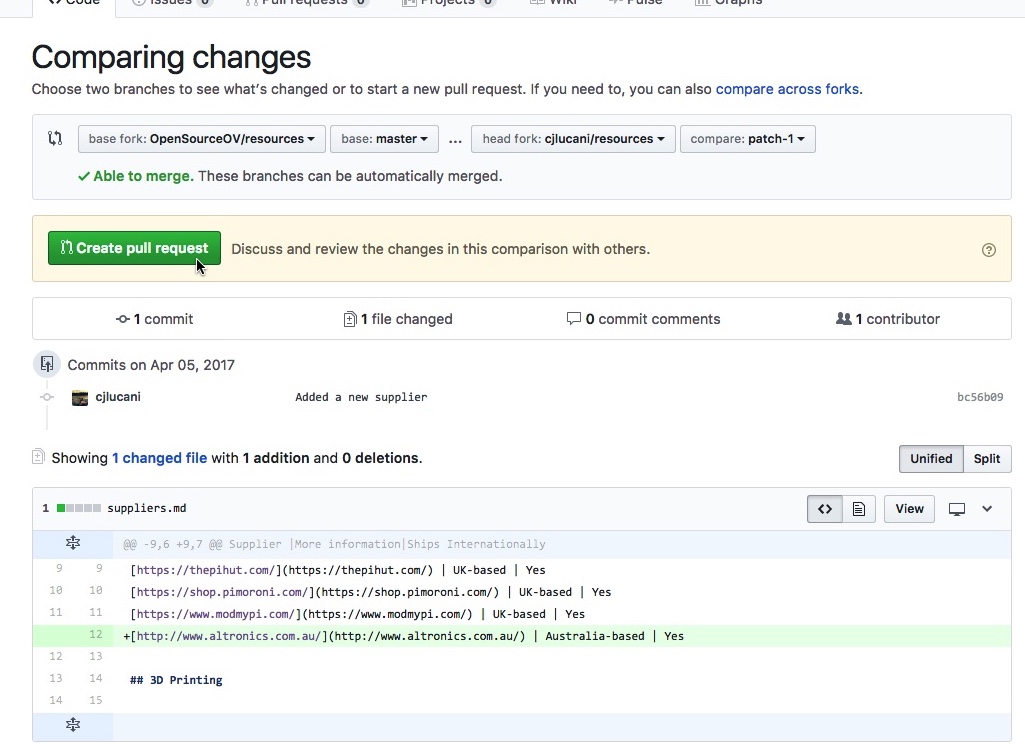 Code Issues 0 Pull requests 0 Projects 0 Wiki Pulse Graphs
Comparing changes
Choose two branches to see what's changed or to start a new pull request. If you need to, you can also compare across forks.
base fork: OpenSourceOV/resources base: master ... head fork: cjlucani/resources compare: patch-1
Able to merge. These branches can be automatically merged.
Create pull request Discuss and review the changes in this comparison with others. ?
1 commit 1 file changed 0 commit comments 1 contributor
Commits on Apr 05, 2017
cjlucani Added a new supplier bc56b09
Showing 1 changed file with 1 addition and 0 deletions. Unified Split
1 suppliers.md <> View
@@ -9,6 +9,7 @@ Supplier |More information|Ships Internationally
9 9 [https://thepihut.com/](https://thepihut.com/) | UK-based | Yes
10 10 [https://shop.pimoroni.com/](https://shop.pimoroni.com/) | UK-based | Yes
11 11 [https://www.modmypi.com/](https://www.modmypi.com/) | UK-based | Yes
12 +[http://www.altronics.com.au/](http://www.altronics.com.au/) | Australia-based | Yes
12 13
13 14 ## 3D Printing
14 15